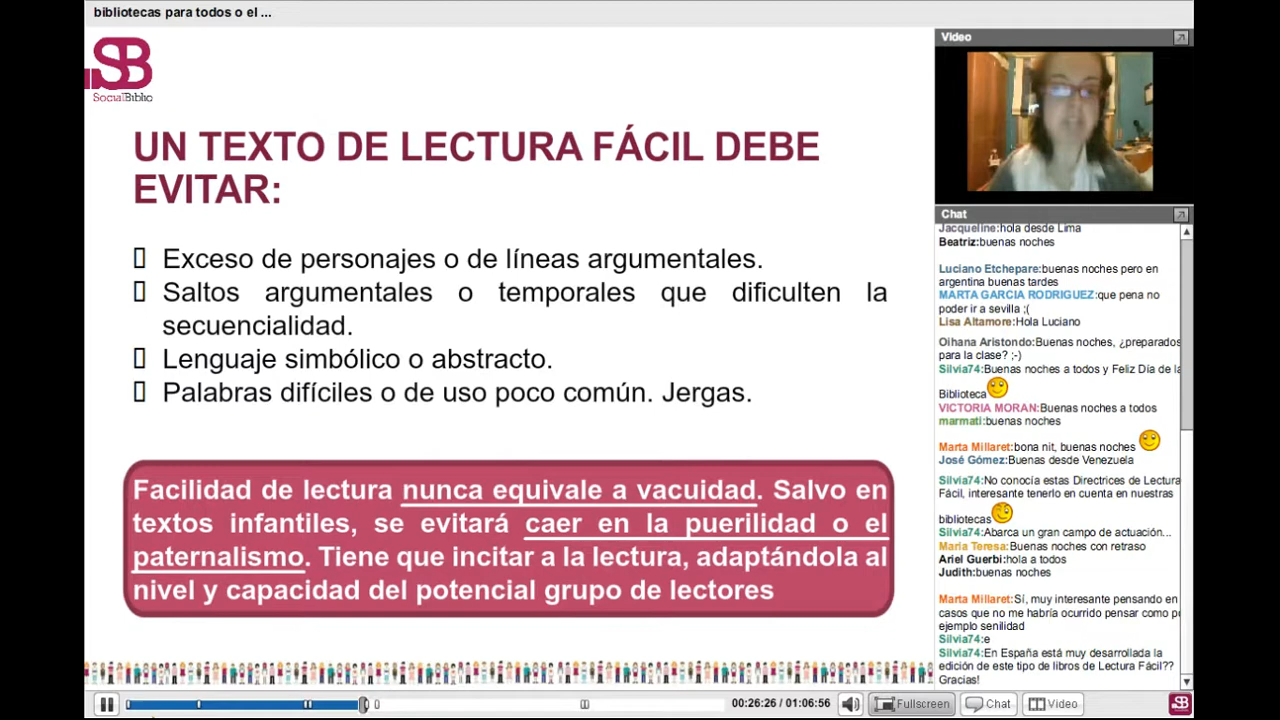 bibliotecas para todos o el ...
SB
SocialBiblio
UN TEXTO DE LECTURA FÁCIL DEBE
EVITAR:
Exceso de personajes o de líneas argumentales.
Saltos argumentales o temporales que dificulten la
secuencialidad.
Lenguaje simbólico o abstracto.
Palabras difíciles o de uso poco común. Jergas.
Facilidad de lectura nunca equivale a vacuidad. Salvo en
textos infantiles, se evitará caer en la puerilidad o el
paternalismo. Tiene que incitar a la lectura, adaptándola al
nivel y capacidad del potencial grupo de lectores
Video
Chat
Jacqueline:hola desde Lima
Beatriz:buenas noches
Luciano Etchepare:buenas noches pero en
argentina buenas tardes
MARTA GARCIA RODRIGUEZ:que pena no
poder ir a sevilla ;(
Lisa Altamore:Hola Luciano
Oihana Aristondo:Buenas noches, ¿preparados
para la clase? ;-)
Silvia74:Buenas noches a todos y Feliz Día de la
Biblioteca
VICTORIA MORAN:Buenas noches a todos
marmati:buenas noches
Marta Millaret:bona nit, buenas noches
José Gómez:Buenas desde Venezuela
Silvia74:No conocía estas Directrices de Lectura
Fácil, interesante tenerlo en cuenta en nuestras
bibliotecas
Silvia74:Abarca un gran campo de actuación...
Maria Teresa:Buenas noches con retraso
Ariel Guerbi:hola a todos
Judith:buenas noches
Marta Millaret:Sí, muy interesante pensando en
casos que no me habría ocurrido pensar como po
ejemplo senilidad
Silvia74:e
Silvia74:En España está muy desarrollada la
edición de este tipo de libros de Lectura Fácil??
Gracias!
00:26:26 / 01:06:56
Fullscreen
Chat
Video
SB